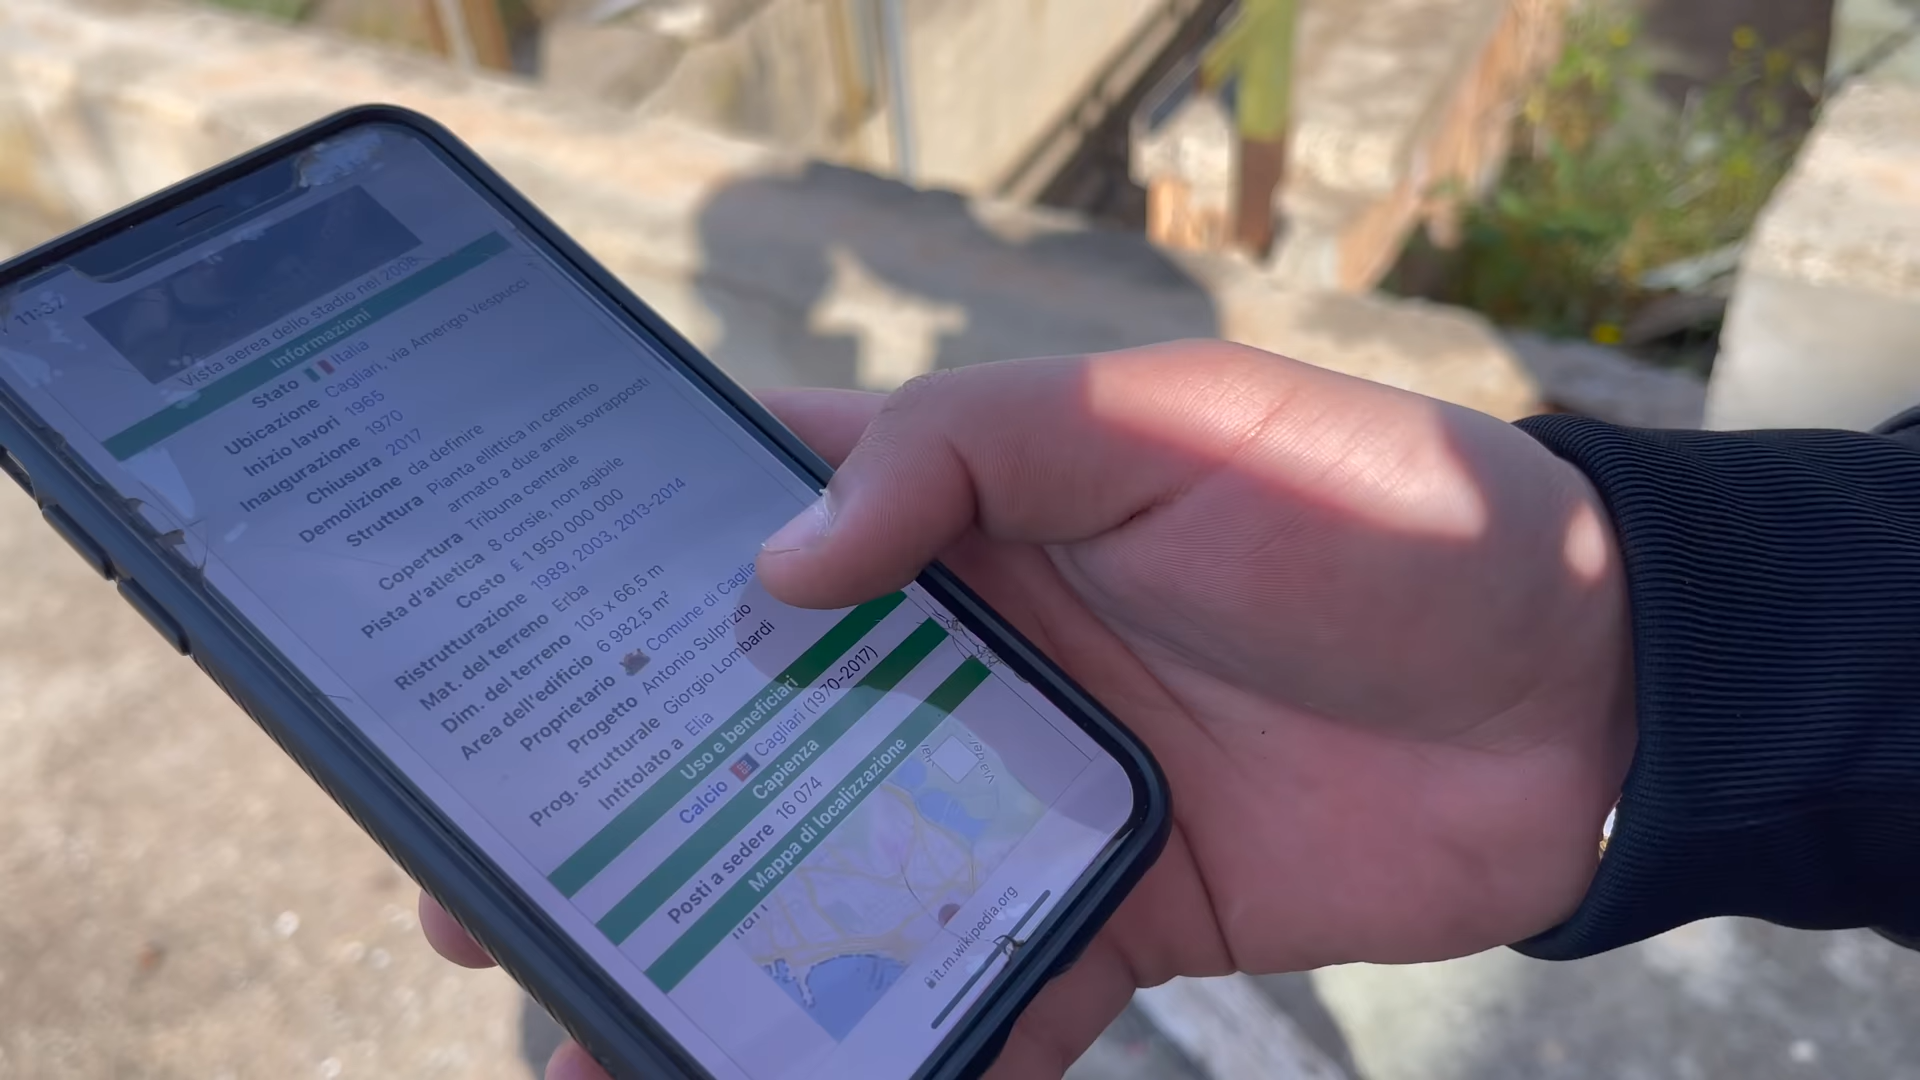 11:37
Vista aerea dello stadio nel 2008
Informazioni
Stato Italia
Ubicazione Cagliari, via Amerigo Vespucci
Inizio lavori 1965
Inaugurazione 1970
Chiusura 2017
Demolizione da definire
Struttura Pianta ellittica in cemento
armato a due anelli sovrapposti
Copertura Tribuna centrale
Pista d'atletica 8 corsie, non agibile
Costo £ 1 950 000 000
Ristrutturazione 1989, 2003, 2013-2014
Mat. del terreno Erba
Dim. del terreno 105 x 66,5 m
Area dell'edificio 6 982,5 m²
Proprietario Comune di Caglia
Progetto Antonio Sulprizio
Prog. strutturale Giorgio Lombardi
Intitolato a Elia
Uso e beneficiari
Calcio Cagliari (1970-2017)
Capienza
Posti a sedere 16 074
Mappa di localizzazione
it.m.wikipedia.org